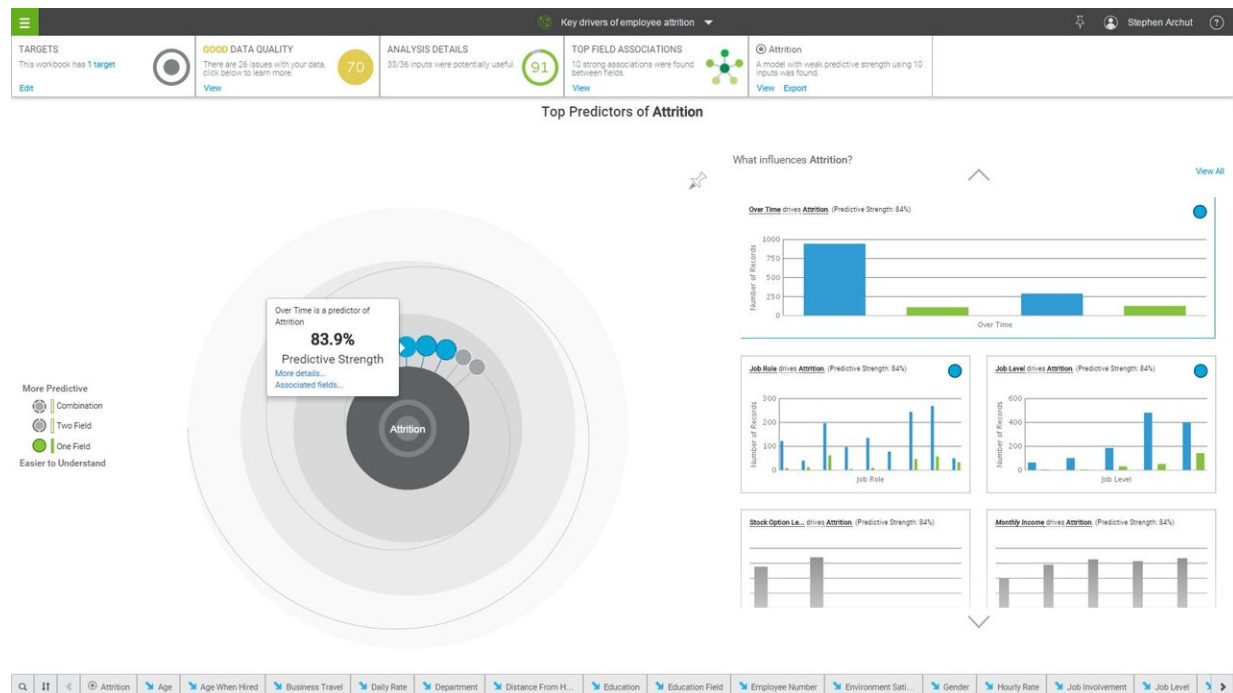 Key drivers of employee attrition
Stephen Archut
?
TARGETS
This workbook has 1 target
Edit
GOOD DATA QUALITY
There are 26 issues with your data,
click below to learn more.
View
70
ANALYSIS DETAILS
33/36 inputs were potentially useful.
91
TOP FIELD ASSOCIATIONS
10 strong associations were found
between fields.
View
Attrition
A model with weak predictive strength using 10
inputs was found.
View Export
Top Predictors of Attrition
Over Time is a predictor of
Attrition
83.9%
Predictive Strength
More details...
Associated fields...
Attrition
More Predictive
Combination
Two Field
One Field
Easier to Understand
What influences Attrition?
View All
Over Time drives Attrition. (Predictive Strength: 84%)
Number of Records
1000
750
500
250
0
Over Time
Job Role drives Attrition. (Predictive Strength: 84%)
Number of Records
300
200
100
0
Job Role
Job Level drives Attrition. (Predictive Strength: 84%)
Number of Records
600
400
200
0
Job Level
Stock Option Le... drives Attrition. (Predictive Strength: 84%)
Monthly Income drives Attrition. (Predictive Strength: 84%)
Attrition Age Age When Hired Business Travel Daily Rate Department Distance From H... Education Education Field Employee Number Environment Sati... Gender Hourly Rate Job Involvement Job Level